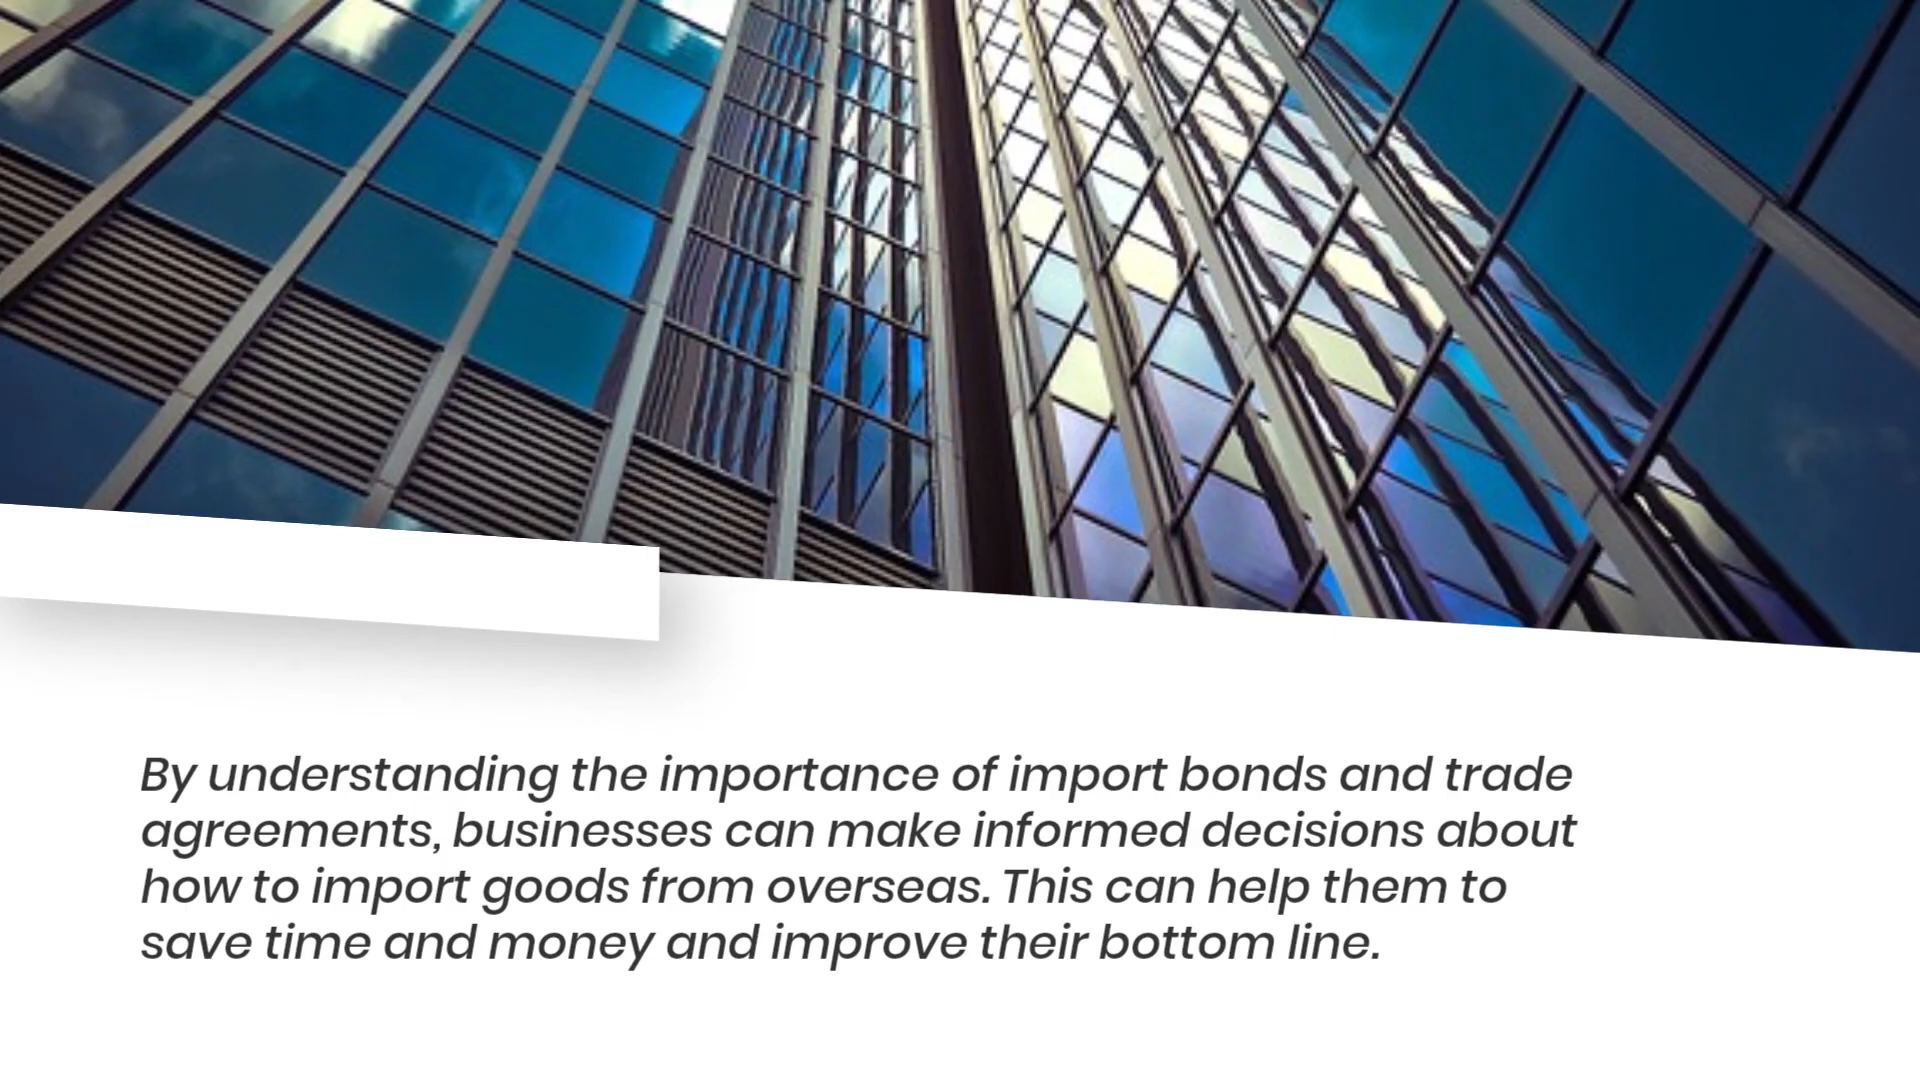 By understanding the importance of import bonds and trade
agreements, businesses can make informed decisions about
how to import goods from overseas. This can help them to
save time and money and improve their bottom line.